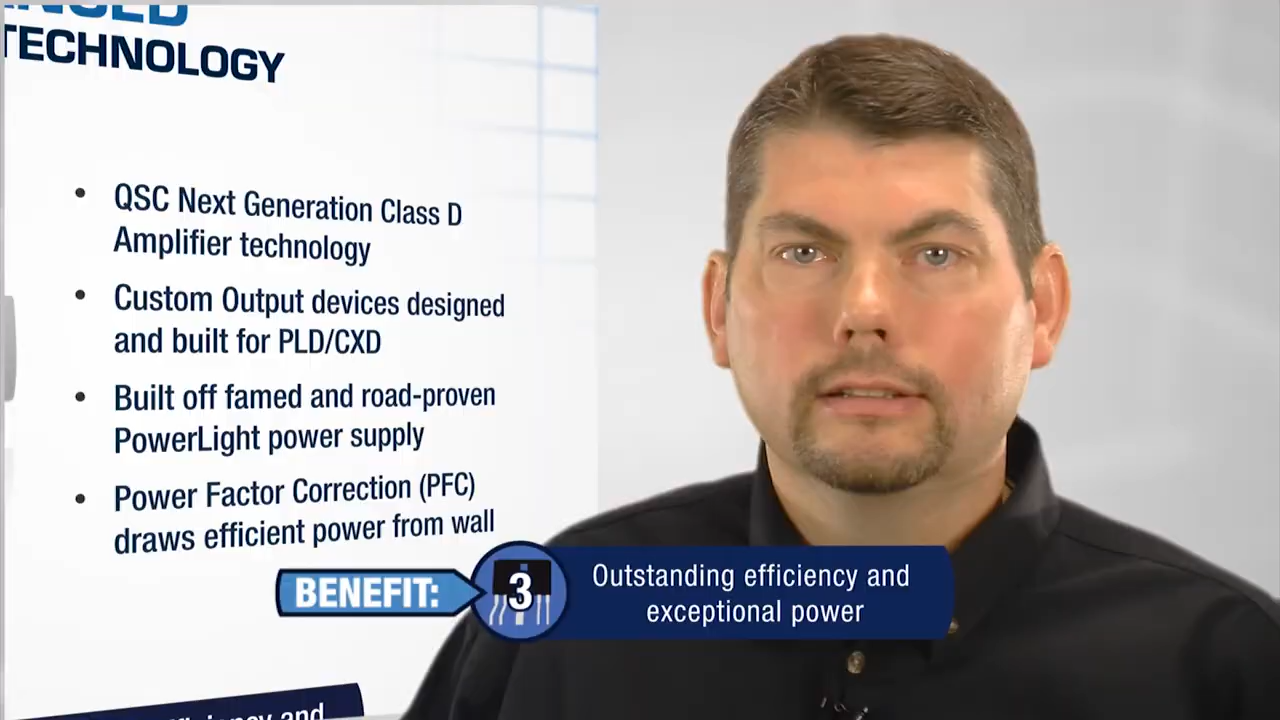 TECHNOLOGY
• QSC Next Generation Class D
Amplifier technology
• Custom Output devices designed
and built for PLD/CXD
• Built off famed and road-proven
PowerLight power supply
• Power Factor Correction (PFC)
draws efficient power from wall
BENEFIT:
3
Outstanding efficiency and
exceptional power
and